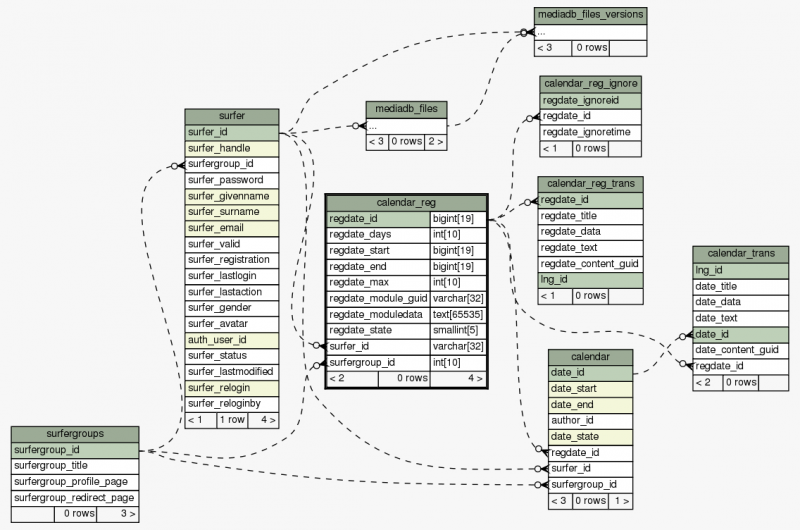 mediadb_files_versions
...
< 3 0 rows
calendar_reg_ignore
regdate_ignoreid
regdate_id
regdate_ignoretime
< 1 0 rows
mediadb_files
...
< 3 0 rows 2 >
surfer
surfer_id
surfer_handle
surfergroup_id
surfer_password
surfer_givenname
surfer_surname
surfer_email
surfer_valid
surfer_registration
surfer_lastlogin
surfer_lastaction
surfer_gender
surfer_avatar
auth_user_id
surfer_status
surfer_lastmodified
surfer_relogin
surfer_reloginby
< 1 1 row 4 >
calendar_reg
regdate_id bigint[19]
regdate_days int[10]
regdate_start bigint[19]
regdate_end bigint[19]
regdate_max int[10]
regdate_module_guid varchar[32]
regdate_moduledata text[65535]
regdate_state smallint[5]
surfer_id varchar[32]
surfergroup_id int[10]
< 2 0 rows 4 >
calendar_reg_trans
regdate_id
regdate_title
regdate_data
regdate_text
regdate_content_guid
lng_id
< 1 0 rows
calendar_trans
lng_id
date_title
date_data
date_text
date_id
date_content_guid
regdate_id
< 2 0 rows
calendar
date_id
date_start
date_end
author_id
date_state
regdate_id
surfer_id
surfergroup_id
< 3 0 rows 1 >
surfergroups
surfergroup_id
surfergroup_title
surfergroup_profile_page
surfergroup_redirect_page
0 rows 3 >